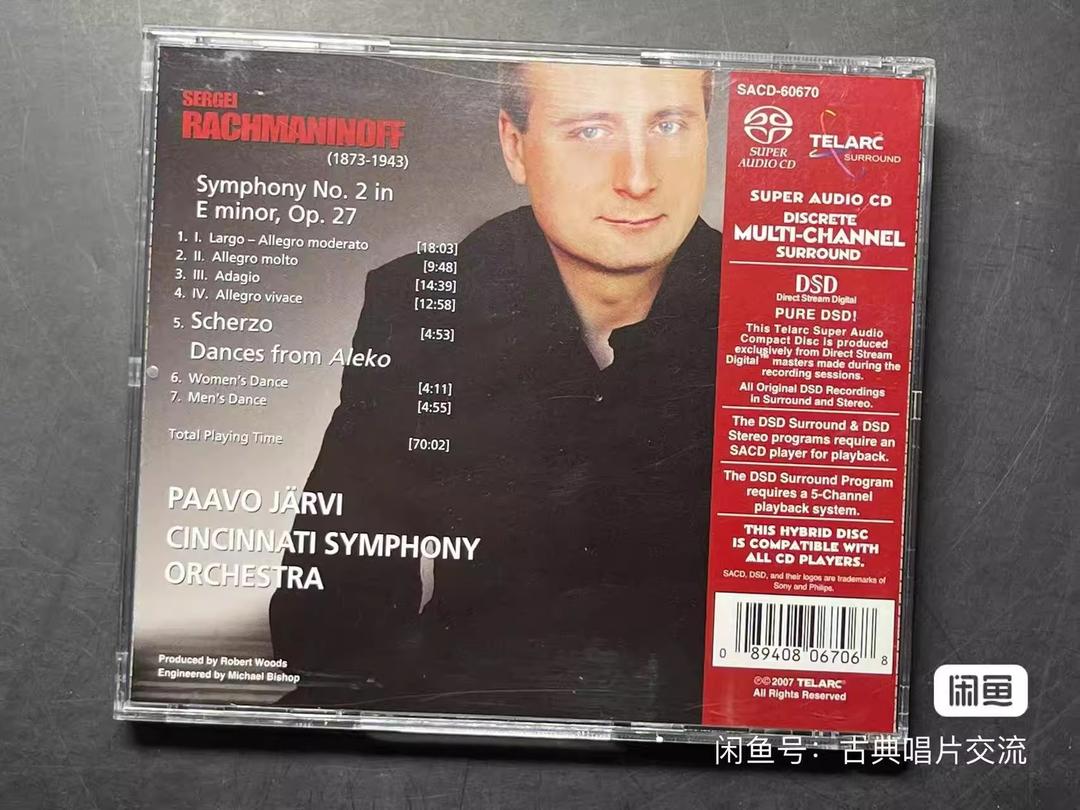 SERGEI
RACHMANINOFF
(1873-1943)
Symphony No. 2 in
E minor, Op. 27
1. I. Largo – Allegro moderato [18:03]
2. II. Allegro molto [9:48]
3. III. Adagio [14:39]
4. IV. Allegro vivace [12:58]
5. Scherzo [4:53]
Dances from Aleko
6. Women's Dance [4:11]
7. Men's Dance [4:55]
Total Playing Time [70:02]
PAAVO JÄRVI
CINCINNATI SYMPHONY
ORCHESTRA
Produced by Robert Woods
Engineered by Michael Bishop
SACD-60670
SUPER
AUDIO CD
TELARC
SURROUND
SUPER AUDIO CD
DISCRETE
MULTI-CHANNEL
SURROUND
DSD
Direct Stream Digital
PURE DSD!
This Telarc Super Audio
Compact Disc is produced
exclusively from Direct Stream
Digital™ masters made during the
recording sessions.
All Original DSD Recordings
in Surround and Stereo.
The DSD Surround & DSD
Stereo programs require an
SACD player for playback.
The DSD Surround Program
requires a 5-Channel
playback system.
THIS HYBRID DISC
IS COMPATIBLE WITH
ALL CD PLAYERS.
SACD, DSD, and their logos are trademarks of
Sony and Philips.
0 89408 06706 8
℗© 2007 TELARC®
All Rights Reserved
闲鱼
闲鱼号：古典唱片交流